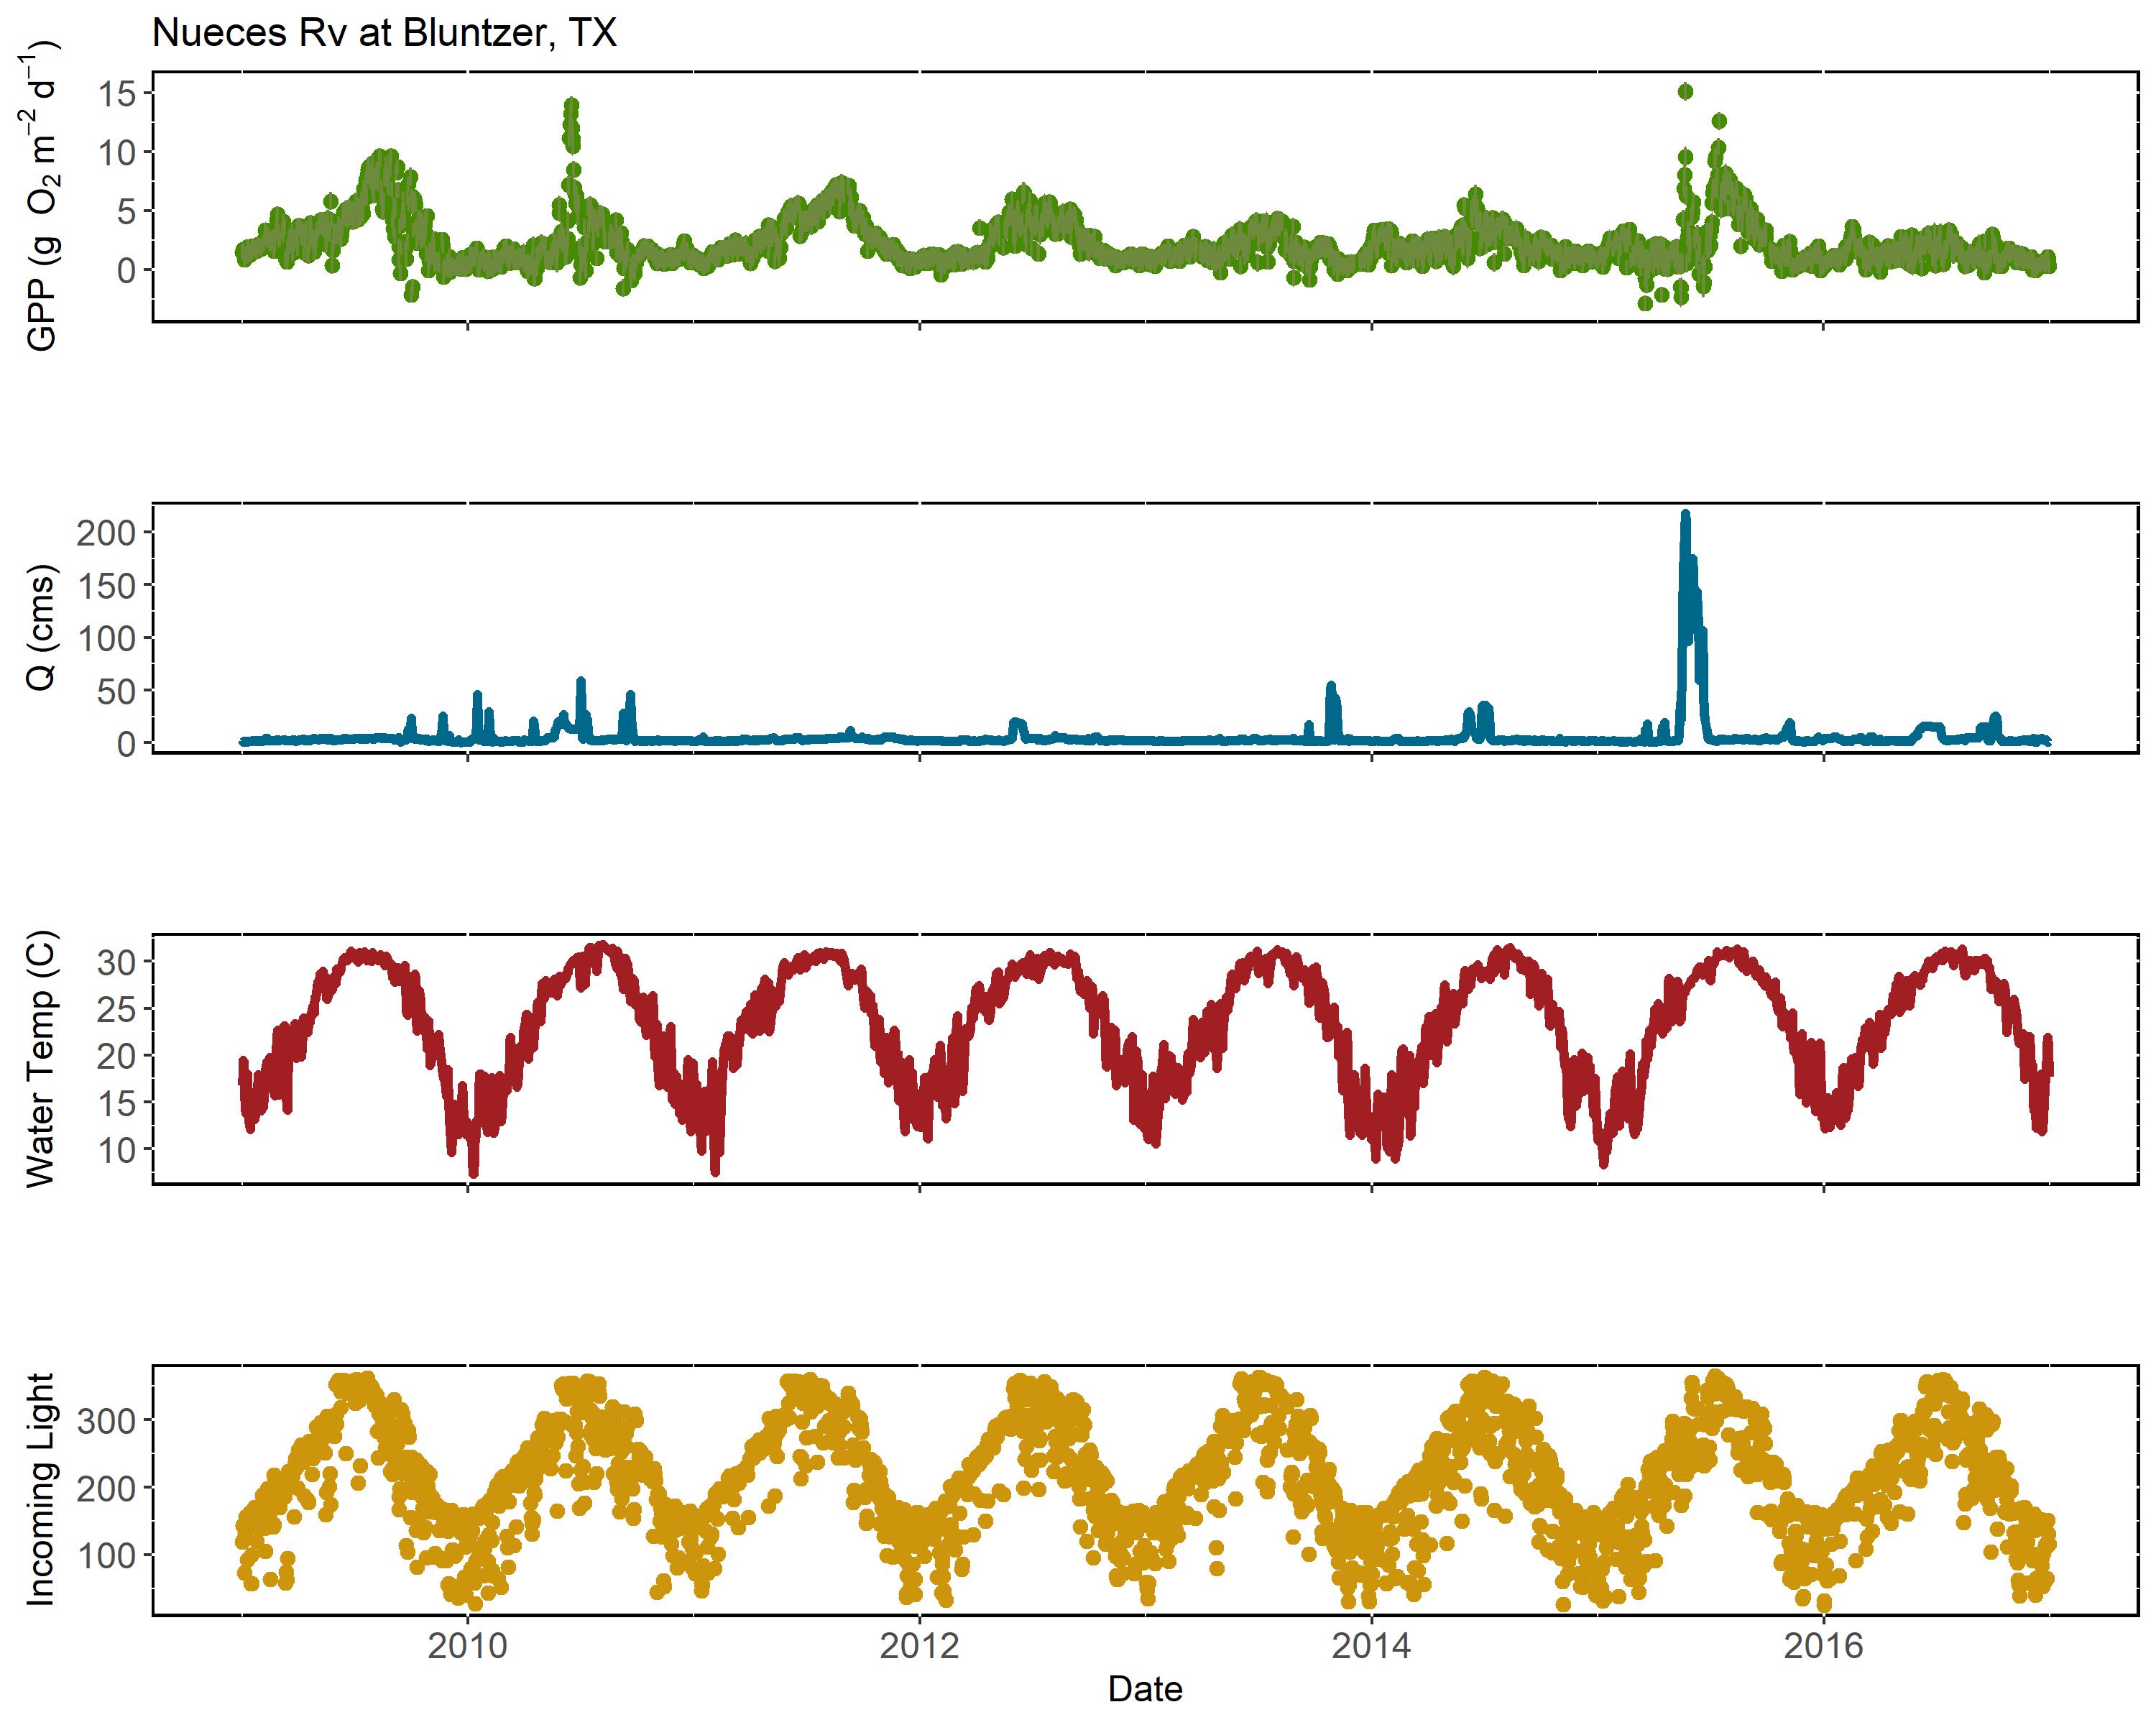 Nueces Rv at Bluntzer, TX
GPP (g O₂ m⁻² d⁻¹)
15
10
5
0
Q (cms)
200
150
100
50
0
Water Temp (C)
30
25
20
15
10
Incoming Light
300
200
100
2010 2012 2014 2016
Date